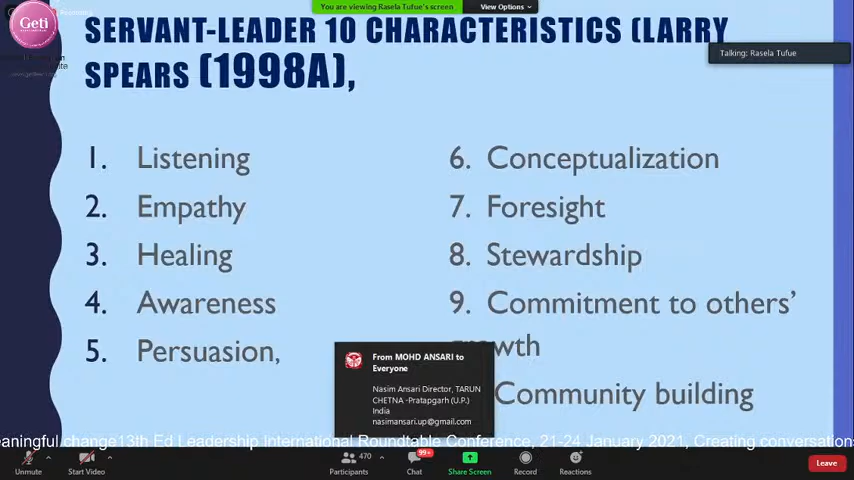 Geti
You are viewing Rasela Tufue's screen
View Options
Talking: Rasela Tufue
SERVANT-LEADER 10 CHARACTERISTICS (LARRY
SPEARS (1998A),
1. Listening
2. Empathy
3. Healing
4. Awareness
5. Persuasion,
6. Conceptualization
7. Foresight
8. Stewardship
9. Commitment to others'
wth
Community building
From MOHD ANSARI to
Everyone
Nasim Ansari Director, TARUN
CHETNA -Pratapgarh (U.P.)
India
nasimansari.up@gmail.com
eaningful change13th Ed Leadership International Roundtable Conference, 21-24 January 2021, Creating conversations
Unmute
Start Video
Participants
470
Chat
99+
Share Screen
Record
Reactions
Leave